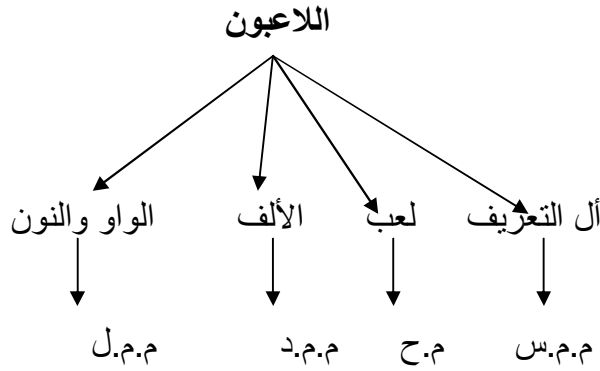 اللاعبون
أل التعريف لعب الألف الواو والنون
م.م.س م.ح م.م.د م.م.ل